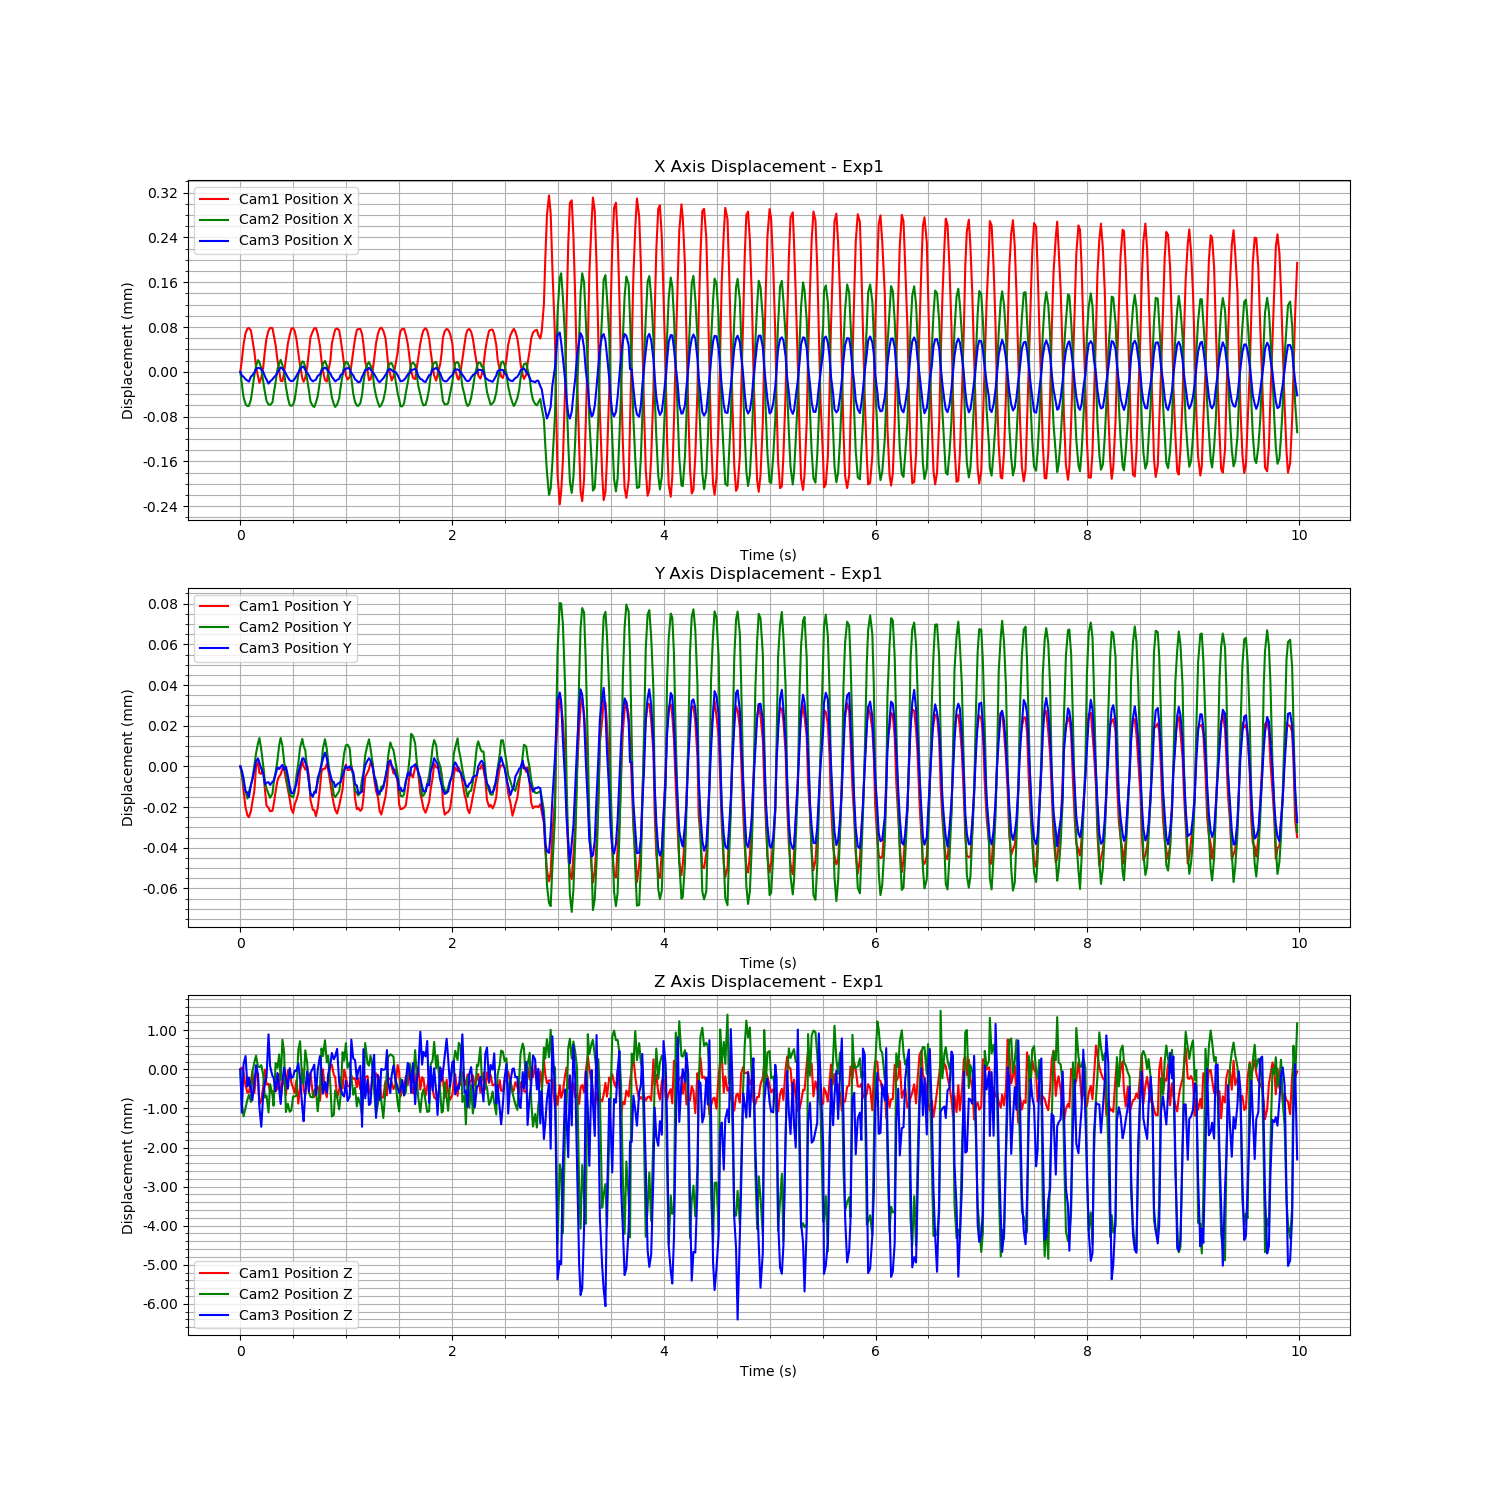 X Axis Displacement - Exp1
Cam1 Position X
Cam2 Position X
Cam3 Position X
Displacement (mm)
0.32
0.24
0.16
0.08
0.00
-0.08
-0.16
-0.24
0 2 4 6 8 10
Time (s)
Y Axis Displacement - Exp1
Cam1 Position Y
Cam2 Position Y
Cam3 Position Y
Displacement (mm)
0.08
0.06
0.04
0.02
0.00
-0.02
-0.04
-0.06
0 2 4 6 8 10
Time (s)
Z Axis Displacement - Exp1
Displacement (mm)
1.00
0.00
-1.00
-2.00
-3.00
-4.00
-5.00
-6.00
Cam1 Position Z
Cam2 Position Z
Cam3 Position Z
0 2 4 6 8 10
Time (s)